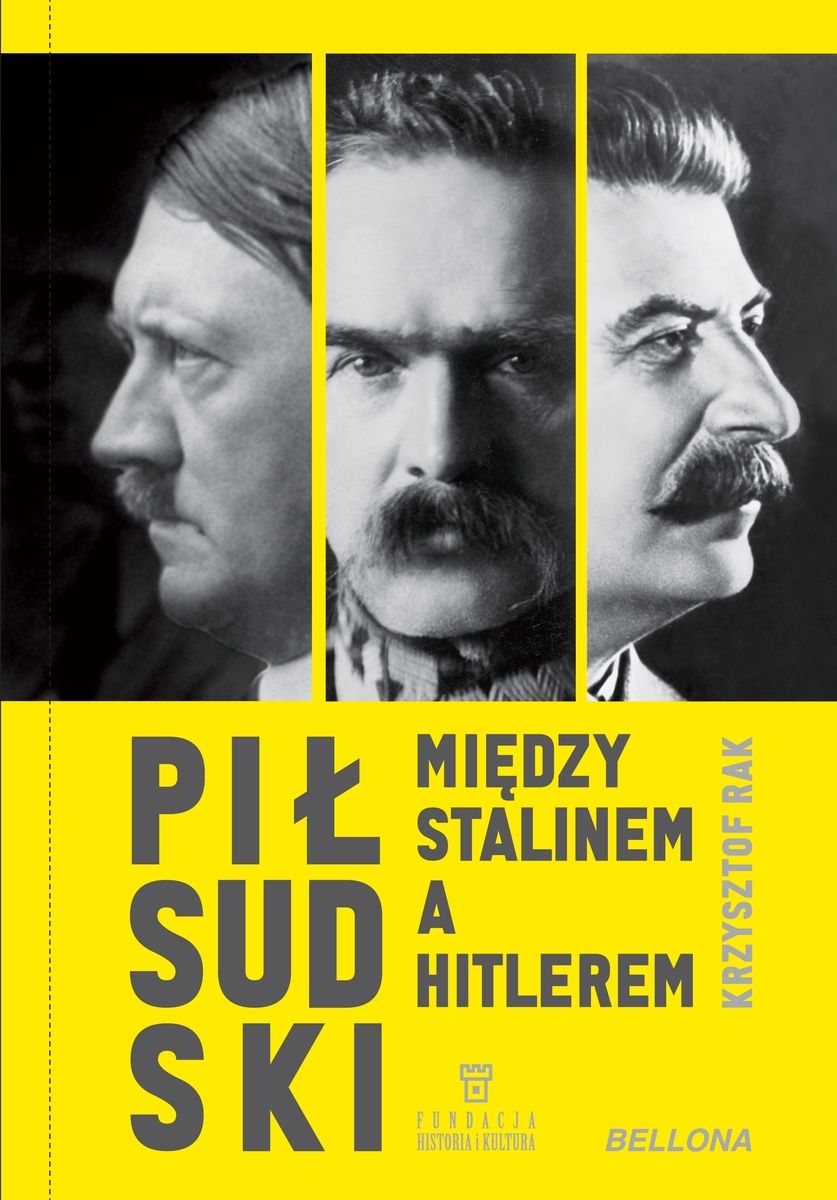 PIŁ
SUD
SKI
MIĘDZY
STALINEM
A
HITLEREM
KRZYSZTOF RAK
FUNDACJA
HISTORIA i KULTURA
BELLONA